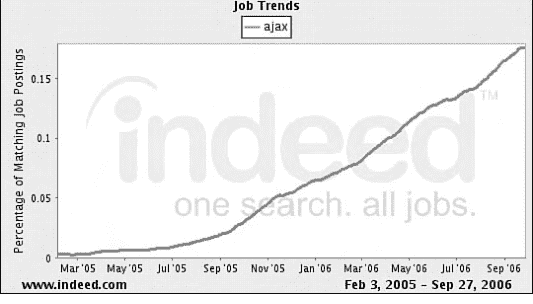 Job Trends
ajax
Percentage of Matching Job Postings
0.15
0.1
0.05
0
indeed™
one search. all jobs.
Mar '05 May '05 Jul '05 Sep '05 Nov '05 Jan '06 Mar '06 May '06 Jul '06 Sep '06
www.indeed.com Feb 3, 2005 - Sep 27, 2006